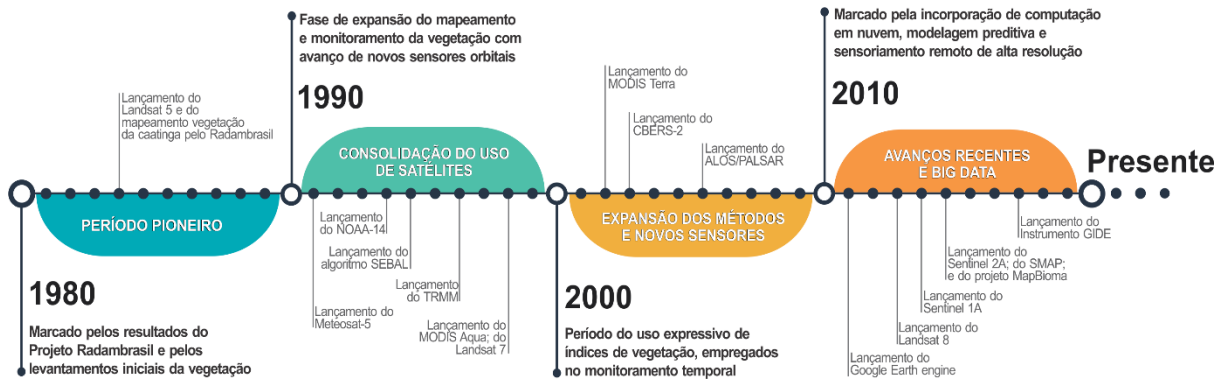 Fase de expansão do mapeamento
e monitoramento da vegetação com
avanço de novos sensores orbitais
1990
Marcado pela incorporação de computação
em nuvem, modelagem preditiva e
sensoriamento remoto de alta resolução
2010
Lançamento do
Landsat 5 e do
mapeamento vegetação
da caatinga pelo Radambrasil
Lançamento do
MODIS Terra
Lançamento do
CBERS-2
Lançamento do
ALOS/PALSAR
CONSOLIDAÇÃO DO USO
DE SATÉLITES
AVANÇOS RECENTES
E BIG DATA
Presente
PERÍODO PIONEIRO
EXPANSÃO DOS MÉTODOS
E NOVOS SENSORES
1980
Marcado pelos resultados do
Projeto Radambrasil e pelos
levantamentos iniciais da vegetação
Lançamento
do NOAA-14
Lançamento do
algoritmo SEBAL
Lançamento
do TRMM
Lançamento do
Meteosat-5
Lançamento do
MODIS Aqua; do
Landsat 7
2000
Período do uso expressivo de
índices de vegetação, empregados
no monitoramento temporal
Lançamento do
Instrumento GIDE
Lançamento do
Sentinel 2A; do SMAP;
e do projeto MapBioma
Lançamento do
Sentinel 1A
Lançamento do
Landsat 8
Lançamento do
Google Earth engine